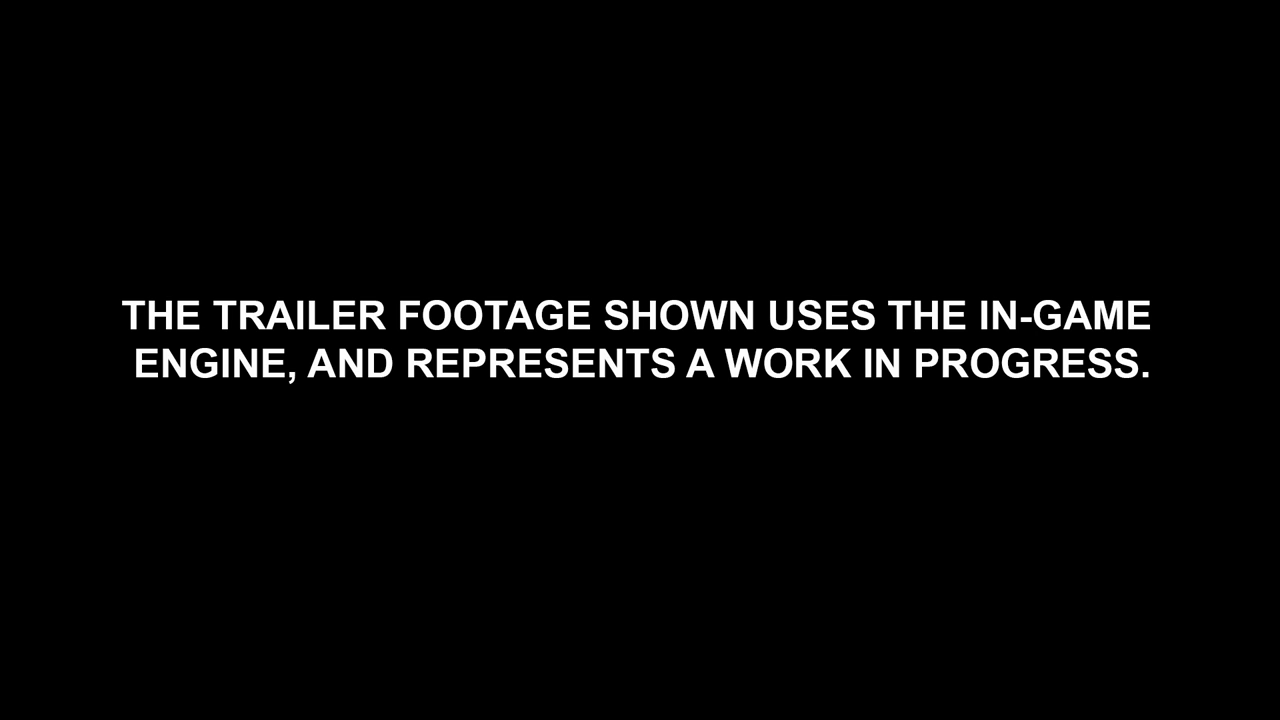 THE TRAILER FOOTAGE SHOWN USES THE IN-GAME
ENGINE, AND REPRESENTS A WORK IN PROGRESS.